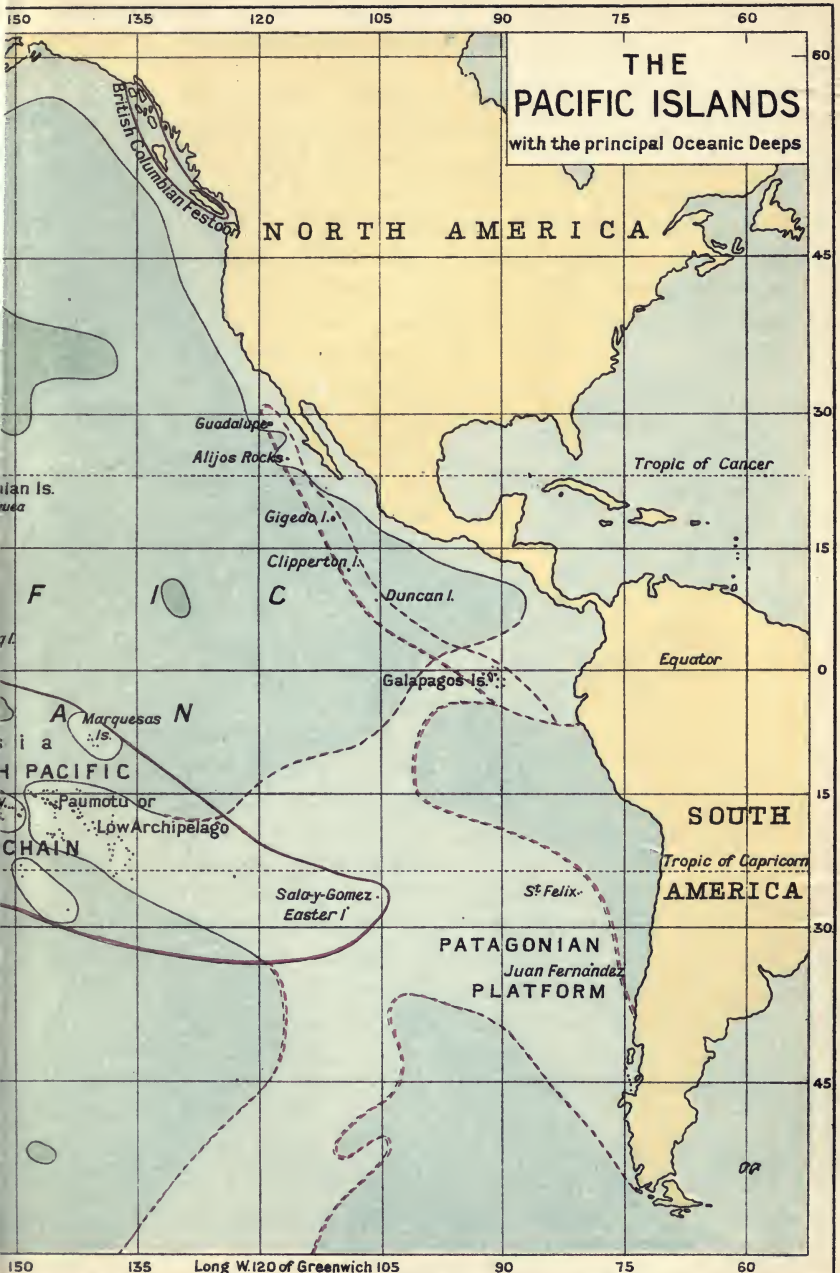 150 135 120 105 90 75 60
60
THE
PACIFIC ISLANDS
with the principal Oceanic Deeps
British Columbian Festoon
NORTH AMERICA
45
30
Guadalupe
Alijos Rocks
Tropic of Cancer
ian Is.
Gigedo I.
15
Clipperton I.
F I C
Duncan I.
Equator
0
Galapagos Is.
A N
Marquesas
Is.
s i a
H PACIFIC
15
Paumotu or
Low Archipelago
SOUTH
CHAIN
Tropic of Capricorn
AMERICA
Sala-y-Gomez
Easter I
St. Felix
30
PATAGONIAN
Juan Fernandez
PLATFORM
45
150 135 Long W.120 of Greenwich 105 90 75 60